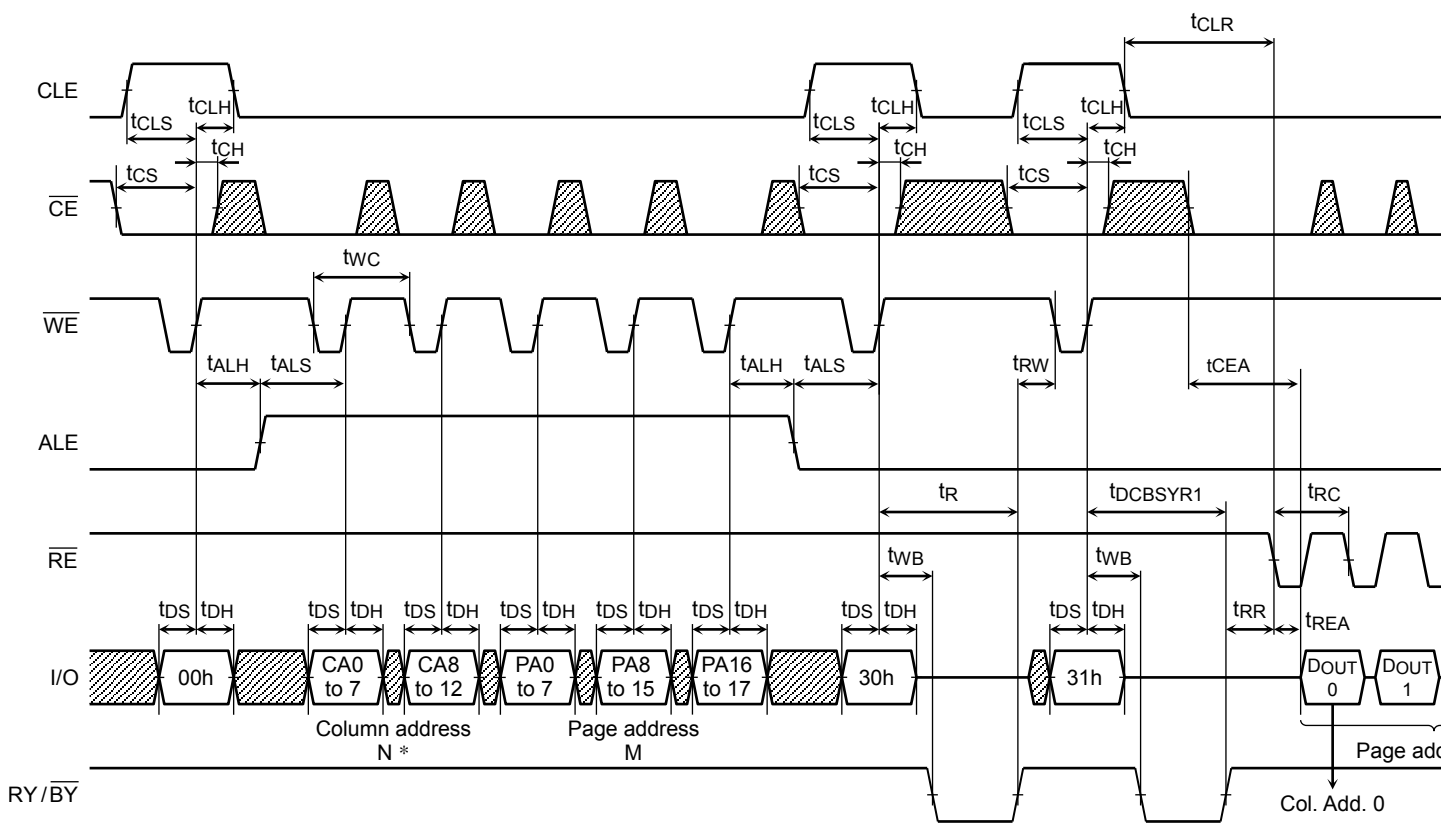 tCLR
CLE
tCLH
tCLH
tCLH
tCLS
tCLS
tCLS
tCH
tCH
tCH
tCS
tCS
tCS
CE
tWC
WE
tALH
tALS
tALH
tALS
tRW
tCEA
ALE
tR
tDCBSYR1
tRC
RE
tWB
tWB
tDS
tDH
tDS
tDH
tDS
tDH
tDS
tDH
tDS
tDH
tDS
tDH
tDS
tDH
tDS
tDH
tRR
tREA
I/O
00h
CA0
to 7
CA8
to 12
PA0
to 7
PA8
to 15
PA16
to 17
30h
31h
DOUT
0
DOUT
1
Column address
N *
Page address
M
Page add
RY/BY
Col. Add. 0